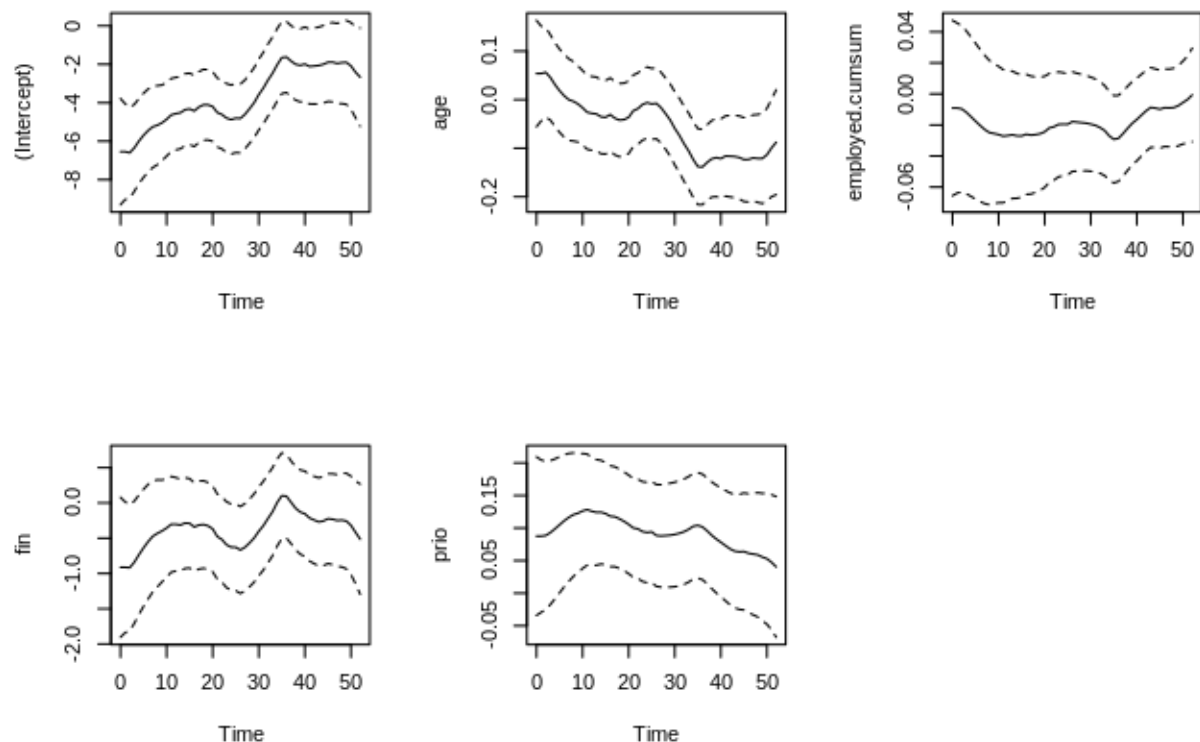 (Intercept)
0
-2
-4
-6
-8
0 10 20 30 40 50
Time
age
0.1
0.0
-0.2
0 10 20 30 40 50
Time
employed.cumsum
0.04
0.00
-0.06
0 10 20 30 40 50
Time
fin
0.0
-1.0
-2.0
0 10 20 30 40 50
Time
prio
0.15
0.05
-0.05
0 10 20 30 40 50
Time